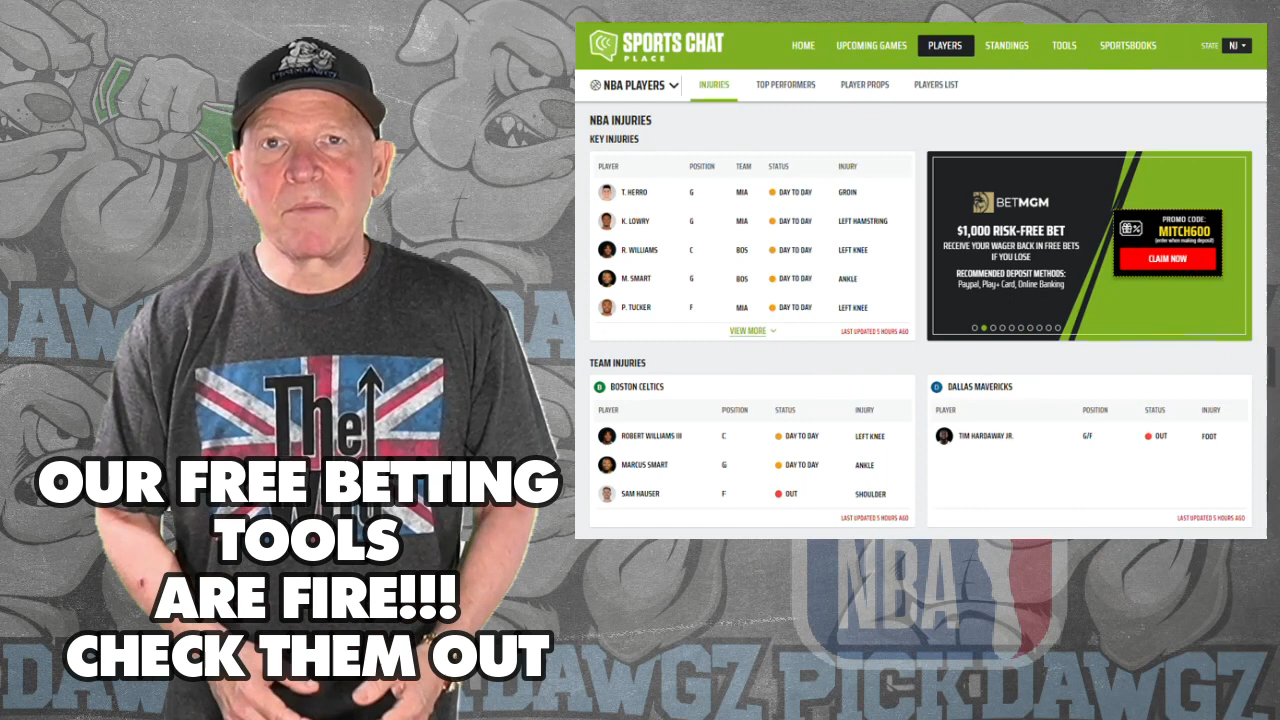 SPORTS CHAT
PLACE
HOME UPCOMING GAMES PLAYERS STANDINGS TOOLS SPORTSBOOKS STATE NJ
NBA PLAYERS INJURIES TOP PERFORMERS PLAYER PROPS PLAYERS LIST
NBA INJURIES
KEY INJURIES
PLAYER POSITION TEAM STATUS INJURY
T. HERRO G MIA DAY TO DAY GROIN
K. LOWRY G MIA DAY TO DAY LEFT HAMSTRING
R. WILLIAMS C BOS DAY TO DAY LEFT KNEE
M. SMART G BOS DAY TO DAY ANKLE
P. TUCKER F MIA DAY TO DAY LEFT KNEE
VIEW MORE LAST UPDATED 5 HOURS AGO
BETMGM
$1,000 RISK-FREE BET
RECEIVE YOUR WAGER BACK IN FREE BETS
IF YOU LOSE
RECOMMENDED DEPOSIT METHODS:
Paypal, Play+ Card, Online Banking
PROMO CODE:
MITCH600
(enter when making deposit)
CLAIM NOW
TEAM INJURIES
B BOSTON CELTICS
PLAYER POSITION STATUS INJURY
ROBERT WILLIAMS III C DAY TO DAY LEFT KNEE
MARCUS SMART G DAY TO DAY ANKLE
SAM HAUSER F OUT SHOULDER
LAST UPDATED 5 HOURS AGO
D DALLAS MAVERICKS
PLAYER POSITION STATUS INJURY
TIM HARDAWAY JR. G/F OUT FOOT
LAST UPDATED 5 HOURS AGO
The
OUR FREE BETTING
TOOLS
ARE FIRE!!!
CHECK THEM OUT
NBA
PICKDAWGZ